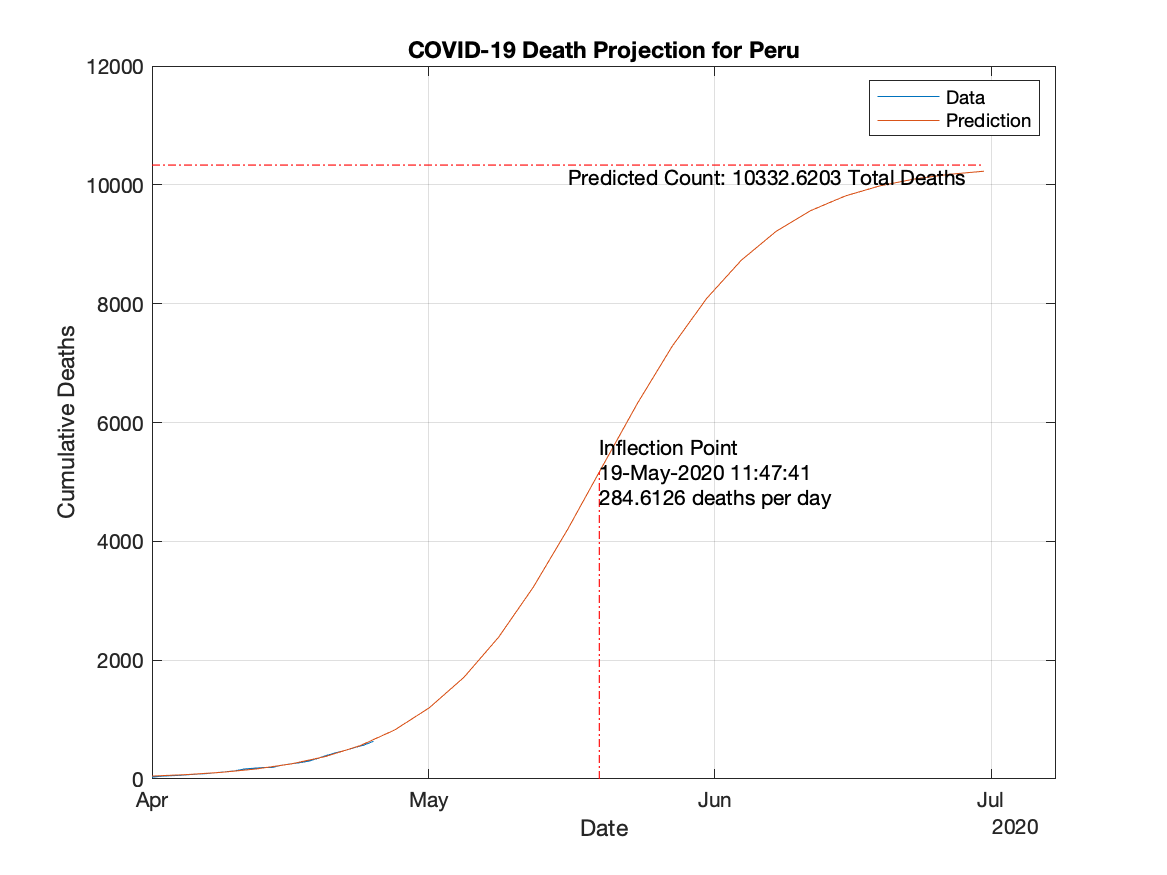 COVID-19 Death Projection for Peru
12000
Data
Prediction
Predicted Count: 10332.6203 Total Deaths
10000
8000
6000
Inflection Point
19-May-2020 11:47:41
284.6126 deaths per day
4000
2000
0
Cumulative Deaths
Apr May Jun Jul
Date
2020